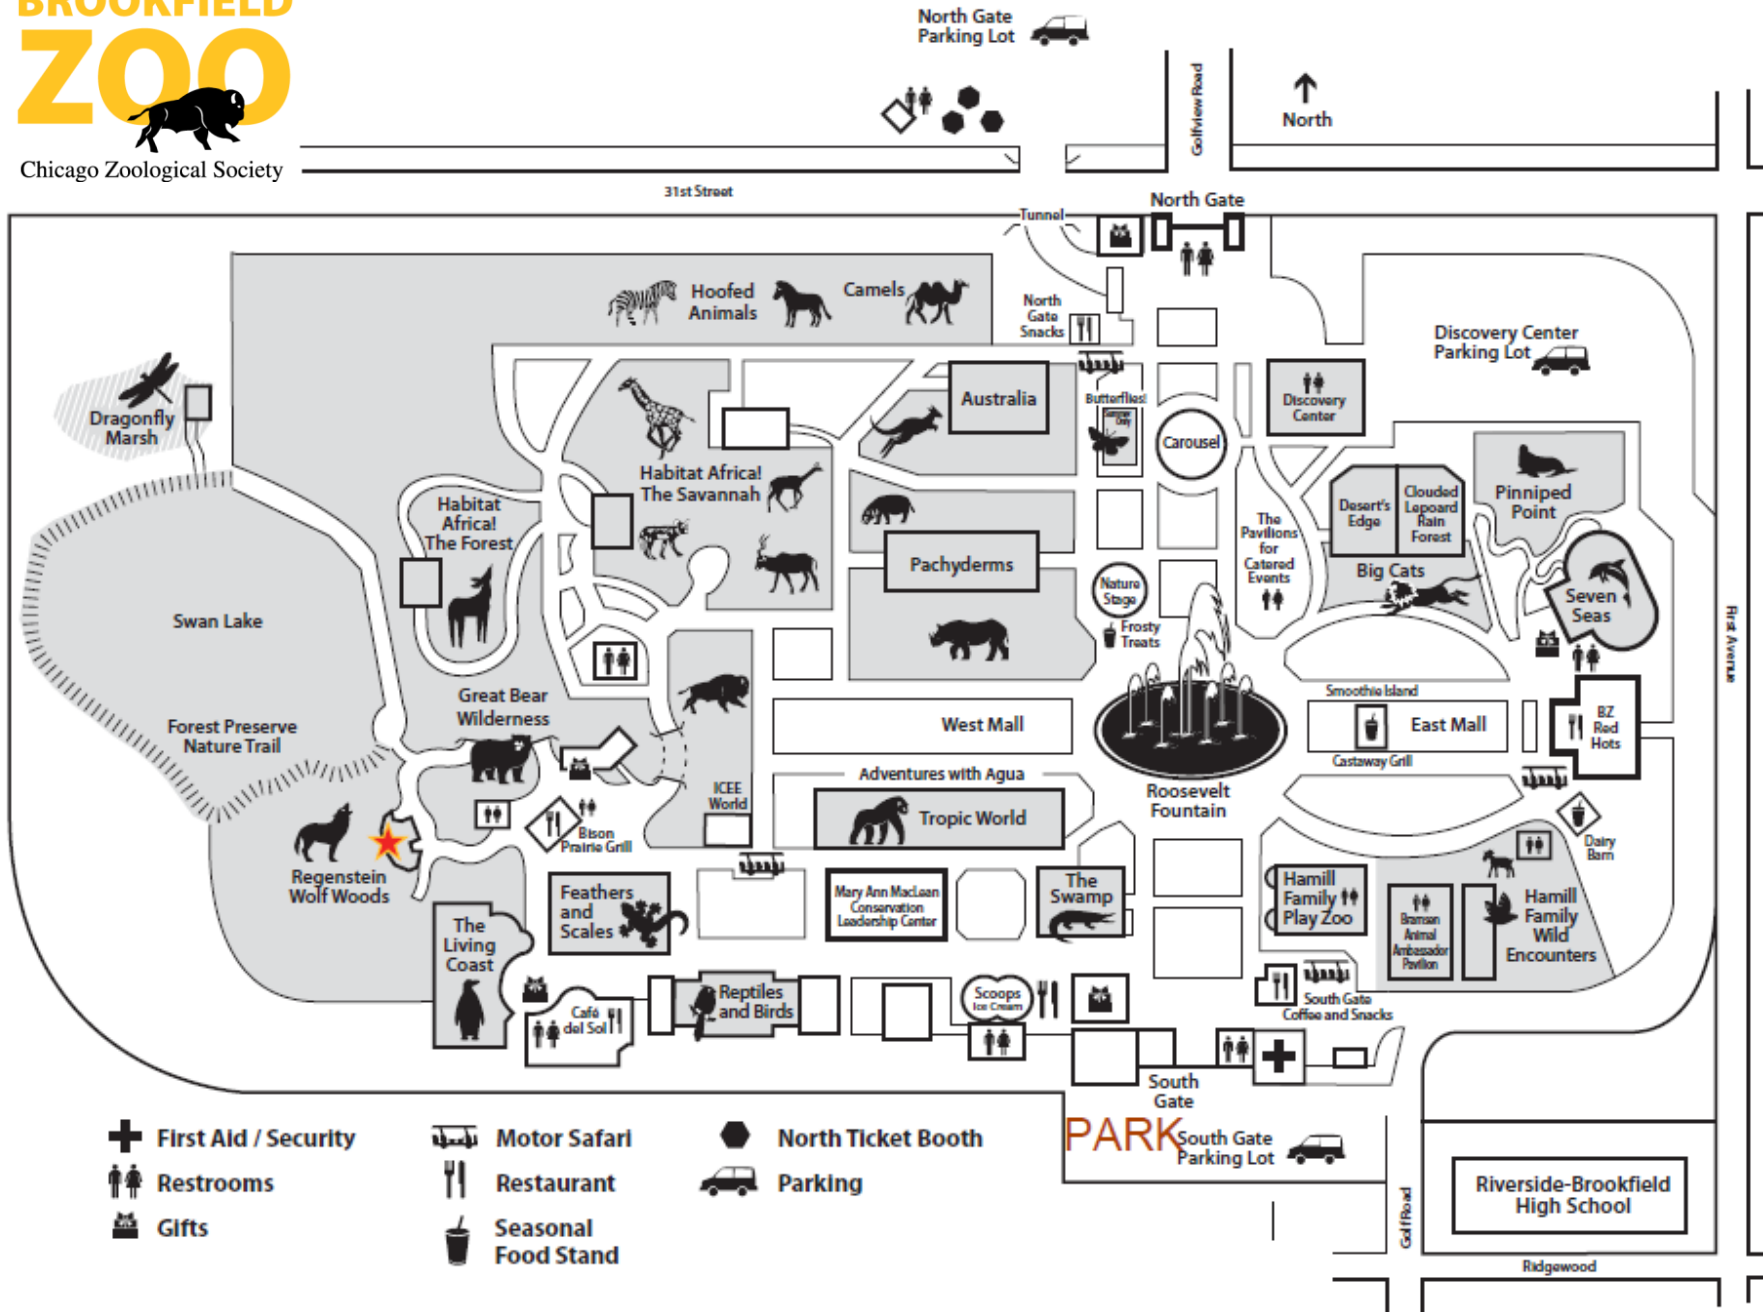 BROOKFIELD
ZOO
Chicago Zoological Society
North Gate
Parking Lot
Golfview Road
North
31st Street
Tunnel
North Gate
Hoofed
Animals
Camels
North
Gate
Snacks
Discovery Center
Parking Lot
Dragonfly
Marsh
Australia
Butterflies!
Summer
Only
Carousel
Discovery
Center
Habitat Africa!
The Savannah
Habitat
Africa!
The Forest
Desert's
Edge
Clouded
Lepoard
Rain
Forest
Pinniped
Point
The
Pavilions
for
Catered
Events
Pachyderms
Big Cats
Nature
Stage
Seven
Seas
Frosty
Treats
Swan Lake
First Avenue
Great Bear
Wilderness
Smoothie Island
Forest Preserve
Nature Trail
West Mall
East Mall
BZ
Red
Hots
Castaway Grill
Adventures with Agua
Roosevelt
Fountain
ICEE
World
Tropic World
Bison
Prairie Grill
Dairy
Barn
Regenstein
Wolf Woods
Feathers
and
Scales
Mary Ann MacLean
Conservation
Leadership Center
The
Swamp
Hamill
Family
Play Zoo
Bramsen
Animal
Ambassador
Pavilion
Hamill
Family
Wild
Encounters
The
Living
Coast
Reptiles
and Birds
Scoops
Ice Cream
Café
del Sol
South Gate
Coffee and Snacks
South
Gate
PARK
South Gate
Parking Lot
First Aid / Security
Restrooms
Gifts
Motor Safari
Restaurant
Seasonal
Food Stand
North Ticket Booth
Parking
Golf Road
Riverside-Brookfield
High School
Ridgewood